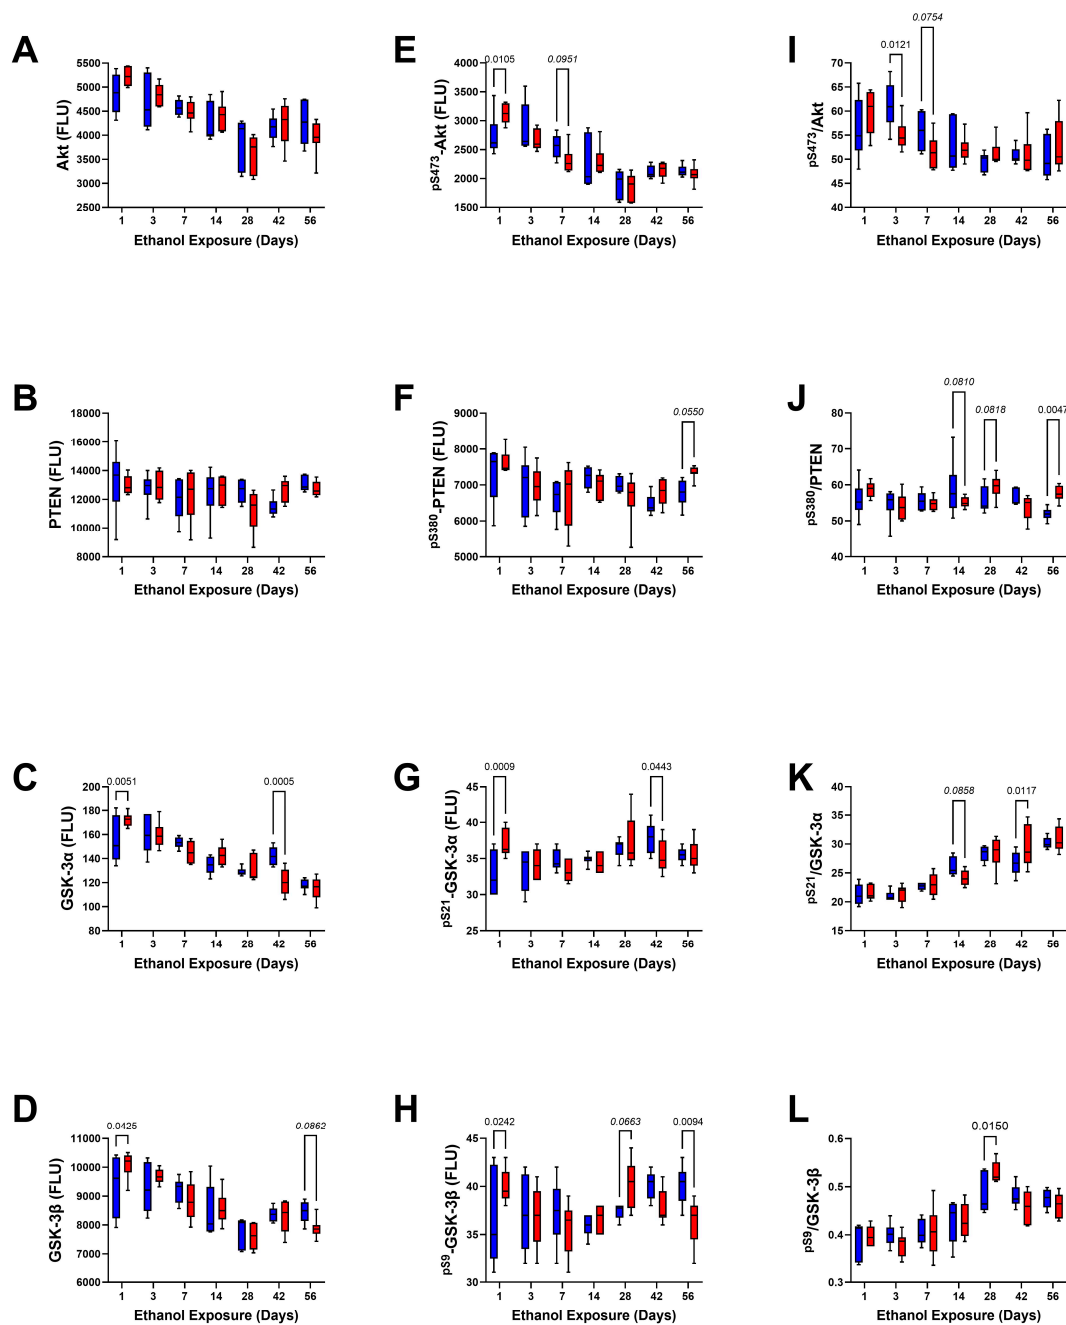 A
5500
5000
4500
4000
3500
3000
2500
Akt (FLU)
1 3 7 14 28 42 56
Ethanol Exposure (Days)
E
0.0105
0.0951
4000
3500
3000
2500
2000
1500
pS473-Akt (FLU)
1 3 7 14 28 42 56
Ethanol Exposure (Days)
I
0.0754
0.0121
70
65
60
55
50
45
40
pS473/Akt
1 3 7 14 28 42 56
Ethanol Exposure (Days)
B
18000
16000
14000
12000
10000
8000
PTEN (FLU)
1 3 7 14 28 42 56
Ethanol Exposure (Days)
F
0.0550
9000
8000
7000
6000
5000
pS380-PTEN (FLU)
1 3 7 14 28 42 56
Ethanol Exposure (Days)
J
0.0810
0.0818
0.0047
80
70
60
50
40
pS380/PTEN
1 3 7 14 28 42 56
Ethanol Exposure (Days)
C
0.0051
0.0005
200
180
160
140
120
100
80
GSK-3α (FLU)
1 3 7 14 28 42 56
Ethanol Exposure (Days)
G
0.0009
0.0443
45
40
35
30
25
pS21-GSK-3α (FLU)
1 3 7 14 28 42 56
Ethanol Exposure (Days)
K
0.0858
0.0117
40
35
30
25
20
15
pS21/GSK-3α
1 3 7 14 28 42 56
Ethanol Exposure (Days)
D
0.0425
0.0862
11000
10000
9000
8000
7000
6000
GSK-3β (FLU)
1 3 7 14 28 42 56
Ethanol Exposure (Days)
H
0.0242
0.0663
0.0094
45
40
35
30
pS9-GSK-3β (FLU)
1 3 7 14 28 42 56
Ethanol Exposure (Days)
L
0.0150
0.6
0.5
0.4
0.3
pS9/GSK-3β
1 3 7 14 28 42 56
Ethanol Exposure (Days)